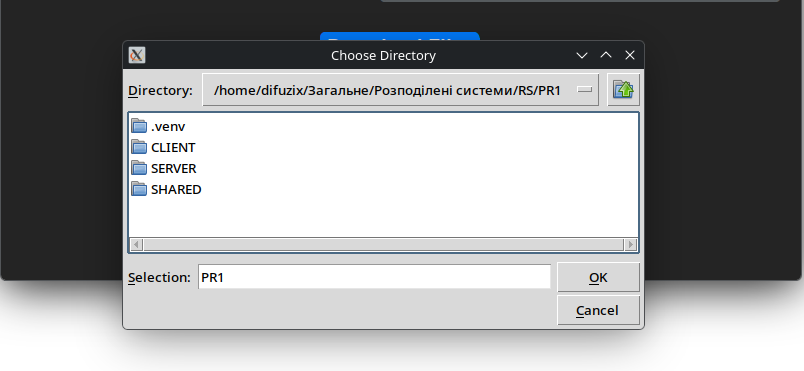 Choose Directory
Directory: /home/difuzix/Загальне/Розподілені системи/RS/PR1
.venv
CLIENT
SERVER
SHARED
Selection: PR1 OK
Cancel